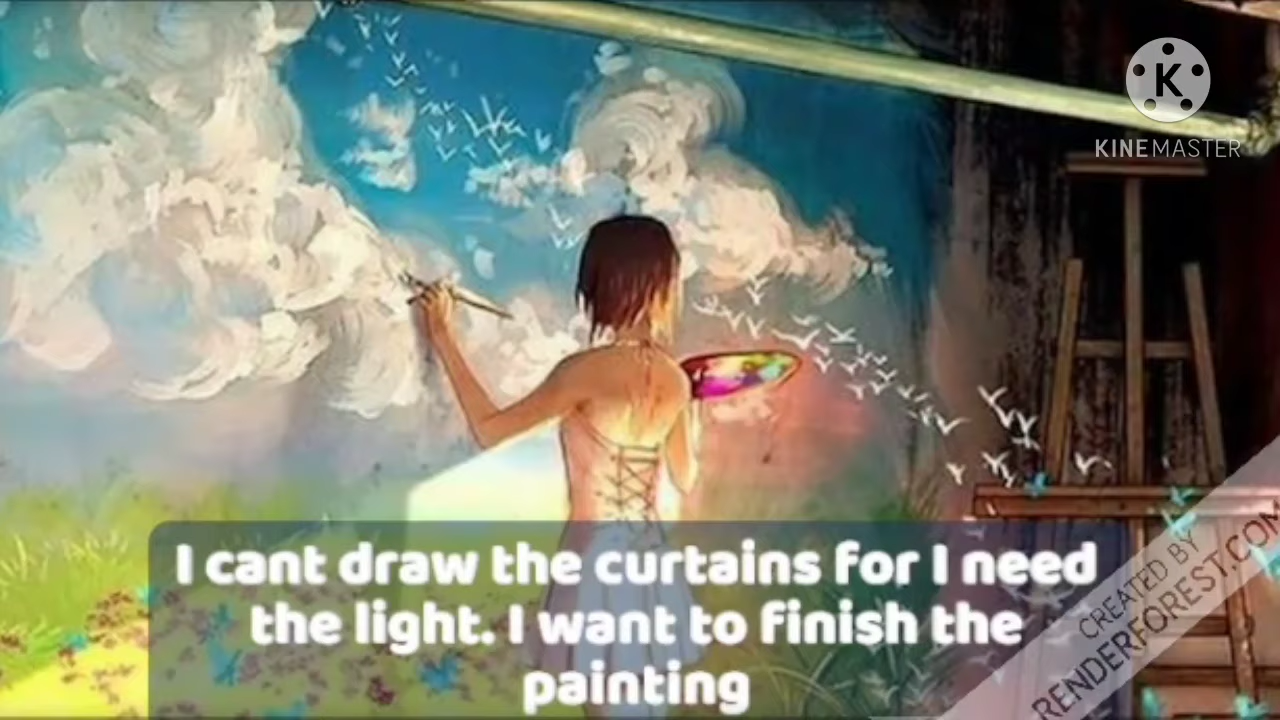 K
KINEMASTER
I cant draw the curtains for I need
the light. I want to finish the
painting
CREATED BY
RENDERFOREST.COM